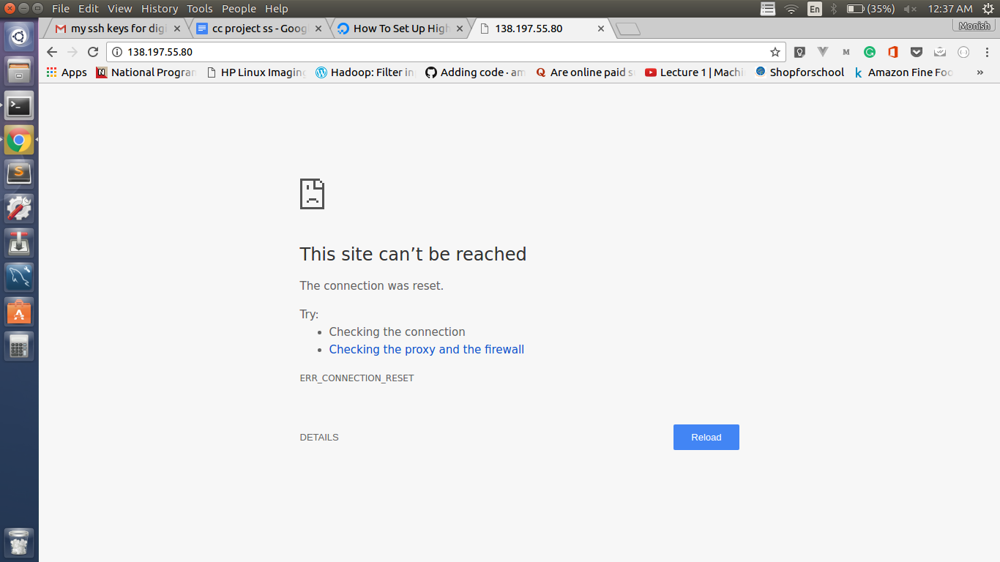 File Edit View History Tools People Help
En
(35%)
12:37 AM
my ssh keys for digi
cc project ss - Goog
How To Set Up High
138.197.55.80
Monish
138.197.55.80
Apps
National Progran
HP Linux Imaging
Hadoop: Filter in
Adding code · am
Are online paid s
Lecture 1 | Machi
Shopforschool
Amazon Fine Foo
»
This site can’t be reached
The connection was reset.
Try:
• Checking the connection
• Checking the proxy and the firewall
ERR_CONNECTION_RESET
DETAILS
Reload